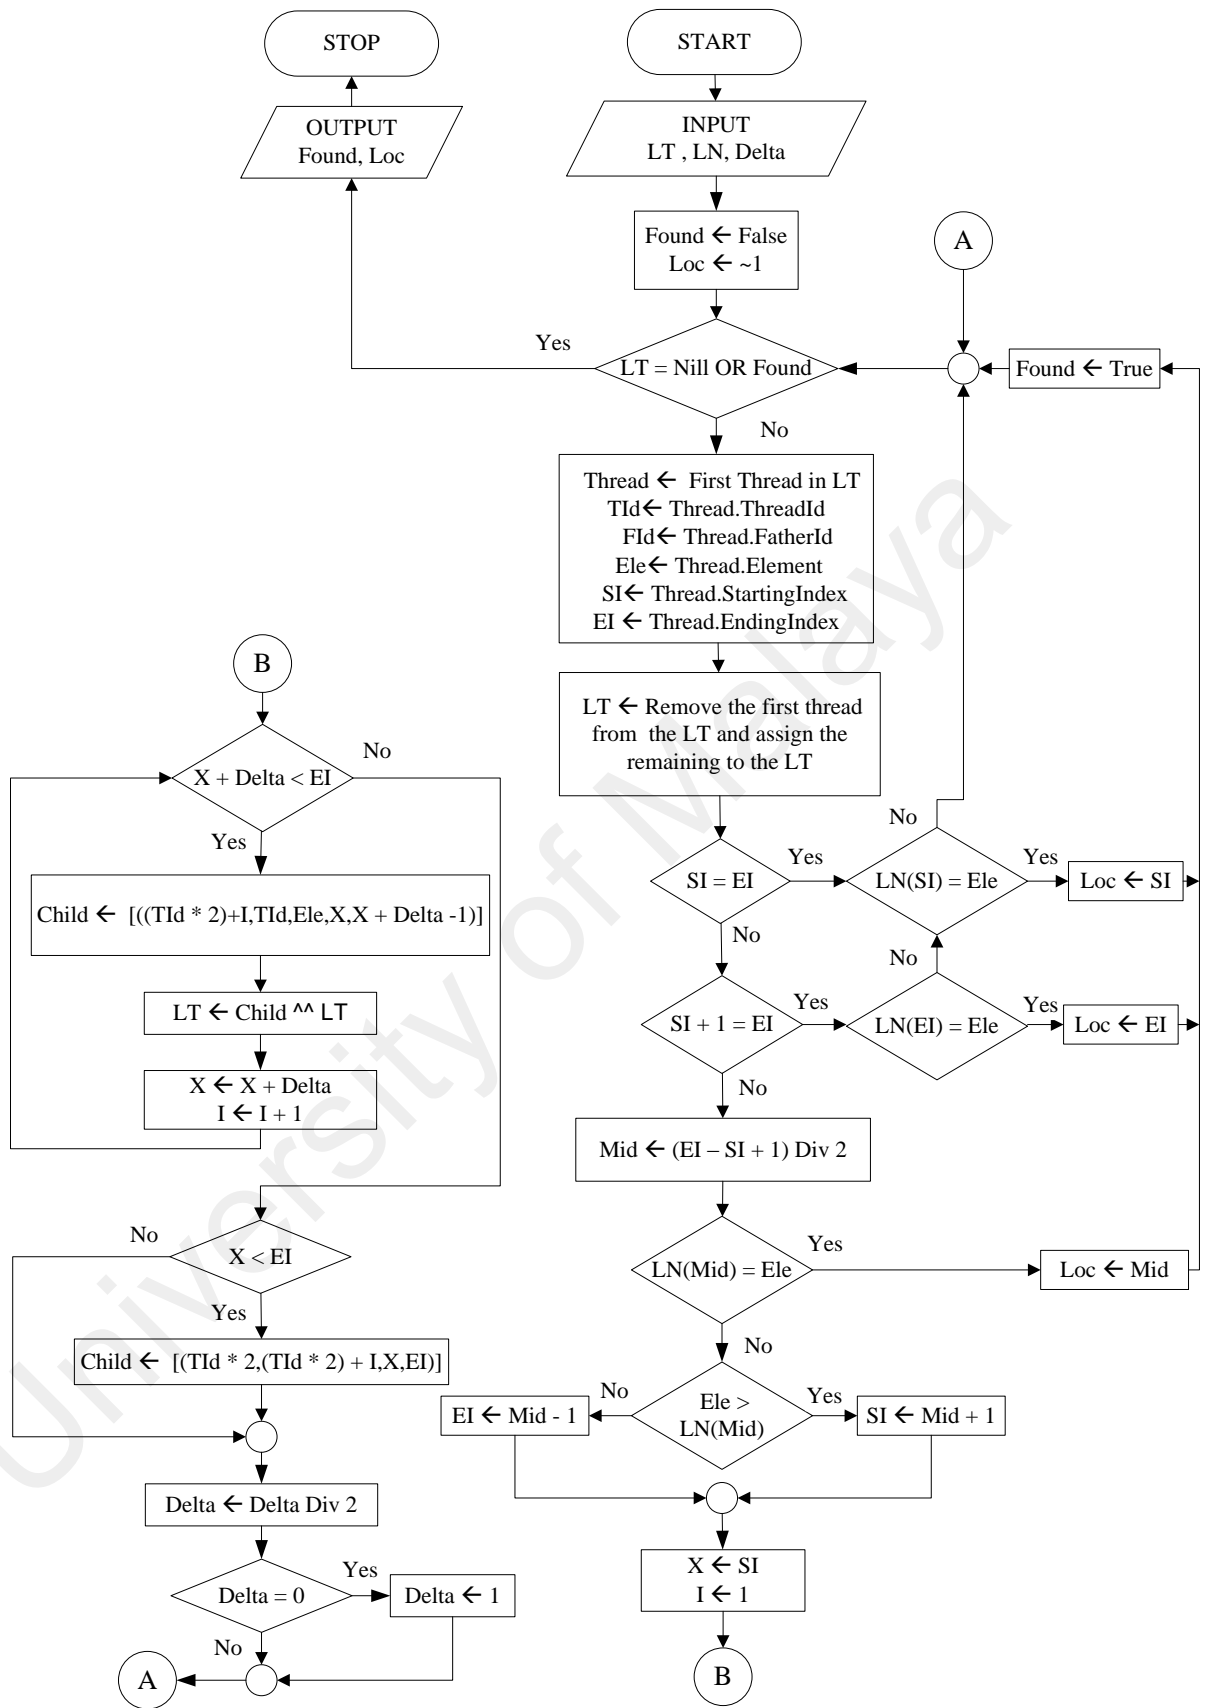 STOP
START
OUTPUT
Found, Loc
INPUT
LT , LN, Delta
Found ← False
Loc ← ~1
A
Yes
LT = Nill OR Found
Found ← True
No
Thread ← First Thread in LT
TId← Thread.ThreadId
FId← Thread.FatherId
Ele← Thread.Element
SI← Thread.StartingIndex
EI ← Thread.EndingIndex
LT ← Remove the first thread
from the LT and assign the
remaining to the LT
SI = EI
Yes
No
LN(SI) = Ele
Yes
Loc ← SI
No
SI + 1 = EI
Yes
No
LN(EI) = Ele
Yes
Loc ← EI
No
Mid ← (EI – SI + 1) Div 2
LN(Mid) = Ele
Yes
Loc ← Mid
No
Ele >
LN(Mid)
No
EI ← Mid - 1
Yes
SI ← Mid + 1
X ← SI
I ← 1
B
B
X + Delta < EI
No
Yes
Child ← [((TId * 2)+I,TId,Ele,X,X + Delta -1)]
LT ← Child ^^ LT
X ← X + Delta
I ← I + 1
No
X < EI
Yes
Child ← [(TId * 2,(TId * 2) + I,X,EI)]
Delta ← Delta Div 2
Delta = 0
Yes
Delta ← 1
No
A
University of Malaya